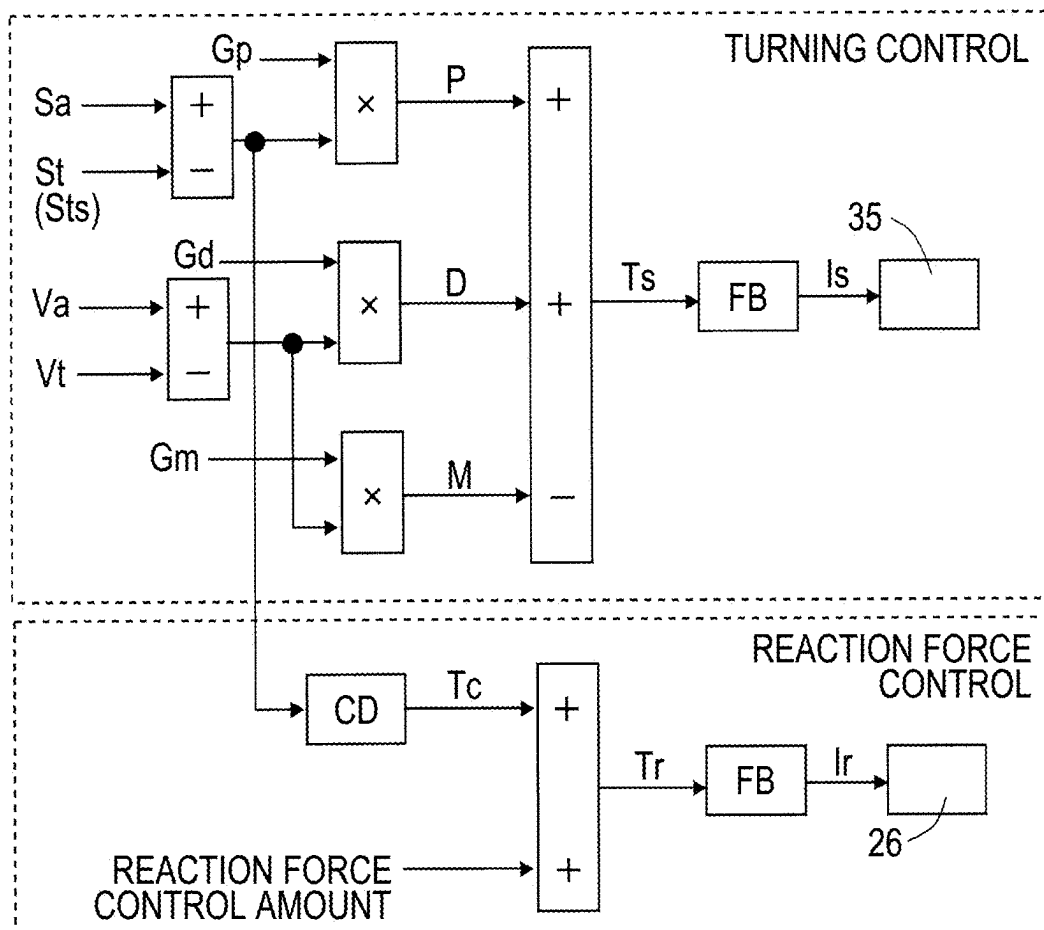 TURNING CONTROL
Gp
Sa
+
−
St
(Sts)
×
P
+
Gd
Va
+
−
Vt
×
D
+
Ts
FB
Is
35
Gm
×
M
−
REACTION FORCE
CONTROL
CD
Tc
+
Tr
FB
Ir
26
REACTION FORCE
CONTROL AMOUNT
+